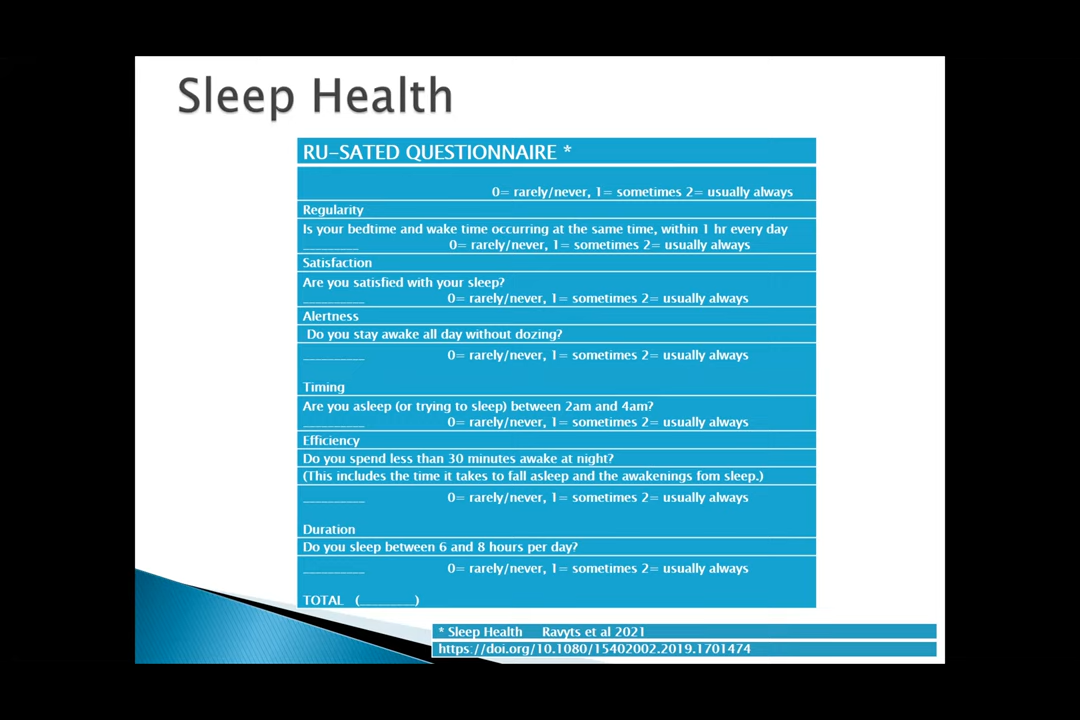 Sleep Health
RU-SATED QUESTIONNAIRE *
0= rarely/never, 1= sometimes 2= usually always
Regularity
Is your bedtime and wake time occurring at the same time, within 1 hr every day
_________ 0= rarely/never, 1= sometimes 2= usually always
Satisfaction
Are you satisfied with your sleep?
__________ 0= rarely/never, 1= sometimes 2= usually always
Alertness
Do you stay awake all day without dozing?
__________ 0= rarely/never, 1= sometimes 2= usually always
Timing
Are you asleep (or trying to sleep) between 2am and 4am?
__________ 0= rarely/never, 1= sometimes 2= usually always
Efficiency
Do you spend less than 30 minutes awake at night?
(This includes the time it takes to fall asleep and the awakenings fom sleep.)
__________ 0= rarely/never, 1= sometimes 2= usually always
Duration
Do you sleep between 6 and 8 hours per day?
__________ 0= rarely/never, 1= sometimes 2= usually always
TOTAL (_________)
* Sleep Health Ravyts et al 2021
https://doi.org/10.1080/15402002.2019.1701474